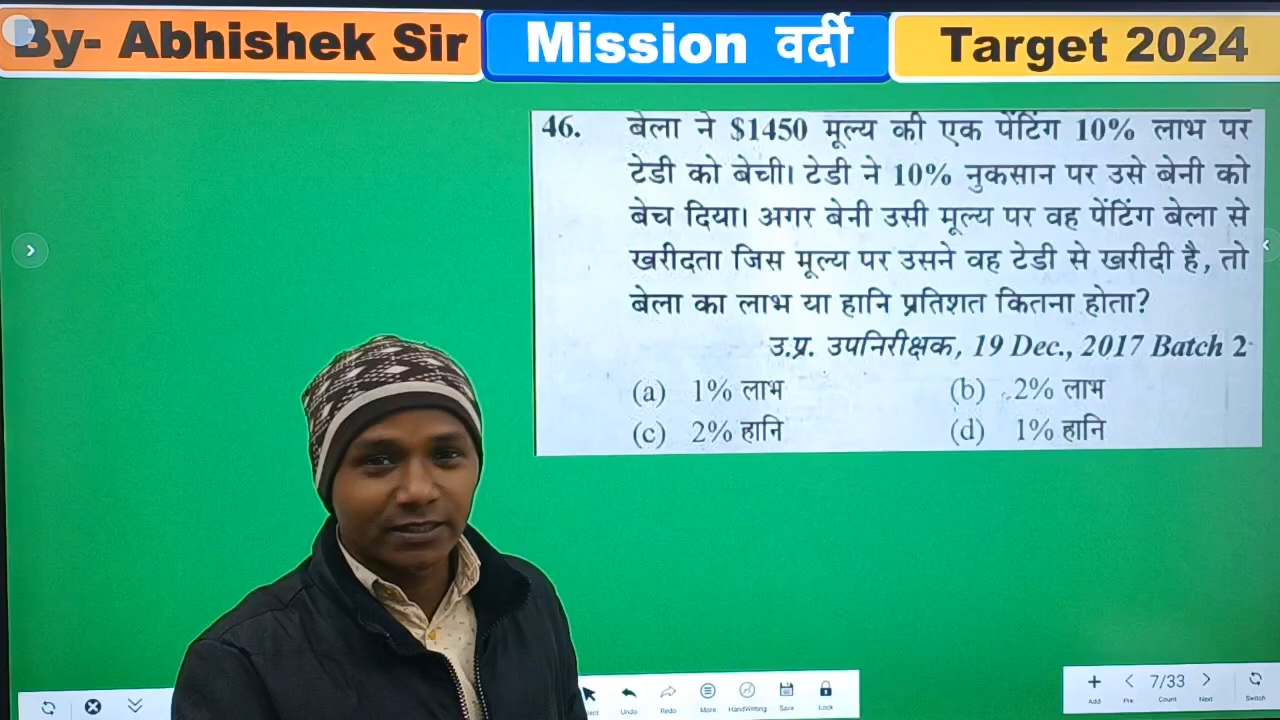 By- Abhishek Sir
Mission वर्दी
Target 2024
46. बेला ने $1450 मूल्य की एक पेंटिंग 10% लाभ पर
टेडी को बेची। टेडी ने 10% नुकसान पर उसे बेनी को
बेच दिया। अगर बेनी उसी मूल्य पर वह पेंटिंग बेला से
खरीदता जिस मूल्य पर उसने वह टेडी से खरीदी है, तो
बेला का लाभ या हानि प्रतिशत कितना होता?
उ.प्र. उपनिरीक्षक, 19 Dec., 2017 Batch 2
(a) 1% लाभ (b) 2% लाभ
(c) 2% हानि (d) 1% हानि
Undo Redo More HandWriting Save Lock
7/33
Add Pre Count Next Switch